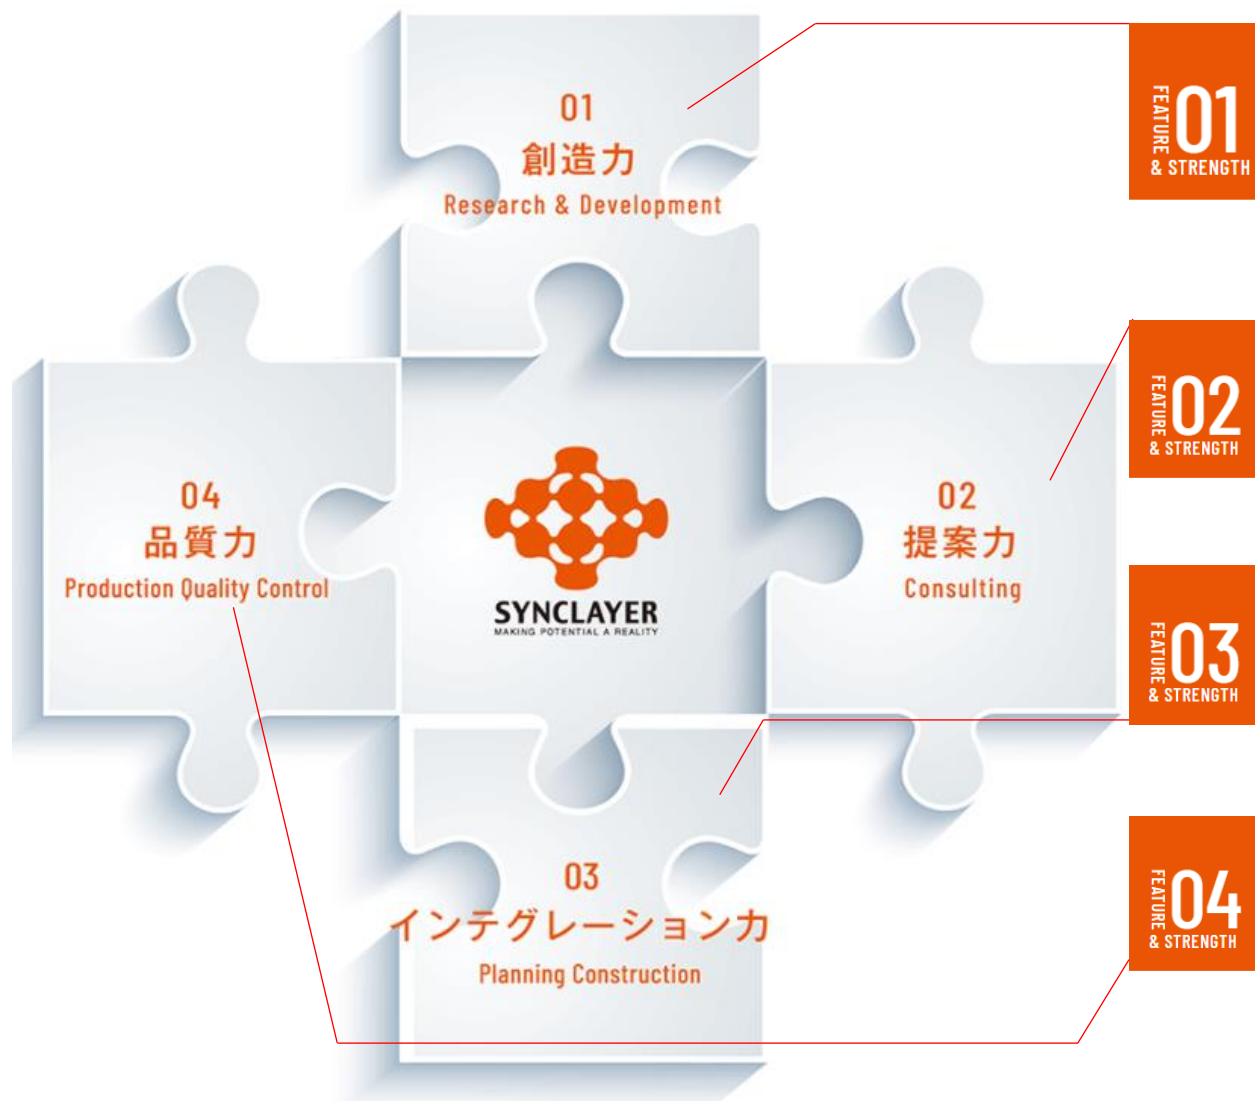 01
創造力
Research & Development
04
品質力
Production Quality Control
SYNCLAYER
MAKING POTENTIAL A REALITY
02
提案力
Consulting
03
インテグレーション力
Planning Construction
FEATURE
01
& STRENGTH
FEATURE
02
& STRENGTH
FEATURE
03
& STRENGTH
FEATURE
04
& STRENGTH